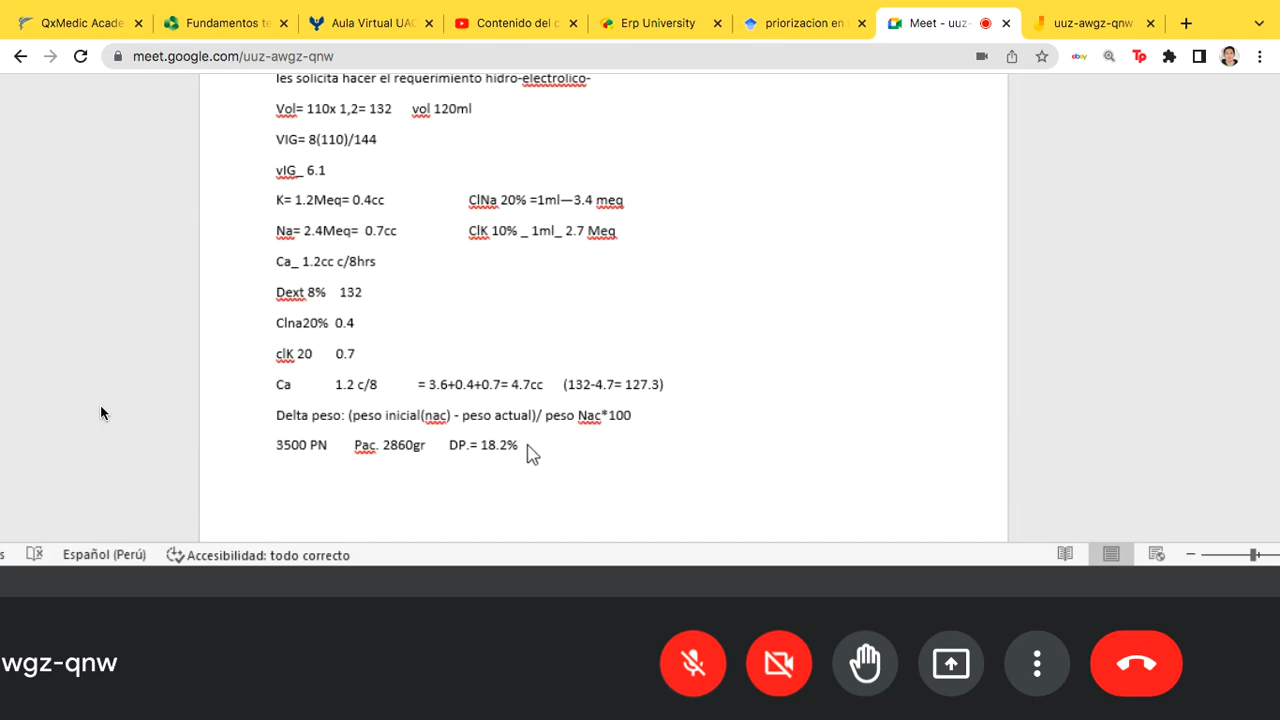 QxMedic Acade
Fundamentos te
Aula Virtual UAC
Contenido del c
Erp University
priorizacion en
Meet - uuz-
uuz-awgz-qnw
meet.google.com/uuz-awgz-qnw
ebay
Tp
les solicita hacer el requerimiento hidro-electrolico-
Vol= 110x 1,2= 132 vol 120ml
VIG= 8(110)/144
vIG_ 6.1
K= 1.2Meq= 0.4cc ClNa 20% =1ml—3.4 meq
Na= 2.4Meq= 0.7cc ClK 10% _ 1ml_ 2.7 Meq
Ca_ 1.2cc c/8hrs
Dext 8% 132
Clna20% 0.4
clK 20 0.7
Ca 1.2 c/8 = 3.6+0.4+0.7= 4.7cc (132-4.7= 127.3)
Delta peso: (peso inicial(nac) - peso actual)/ peso Nac*100
3500 PN Pac. 2860gr DP.= 18.2%
s Español (Perú) Accesibilidad: todo correcto
wgz-qnw